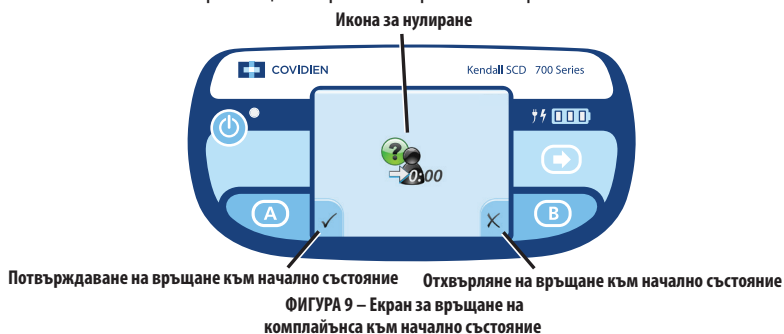 Икона за нулиране
COVIDIEN
Kendall SCD 700 Series
?
0:00
A
B
Потвърждаване на връщане към начално състояние
Отхвърляне на връщане към начално състояние
ФИГУРА 9 – Екран за връщане на
комплайънса към начално състояние